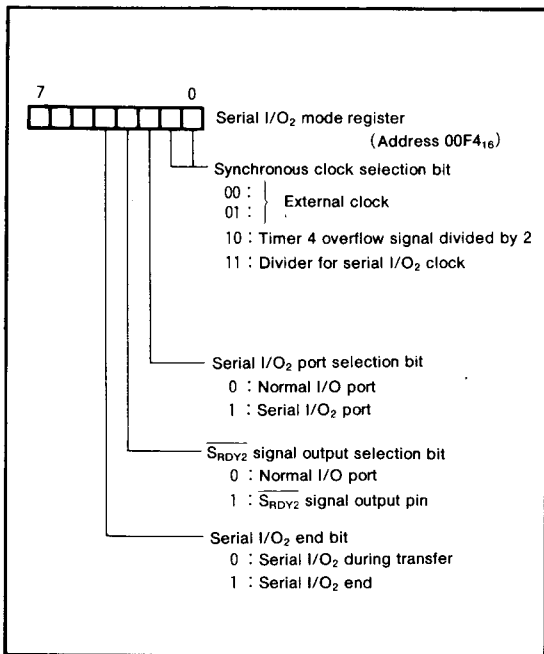 7 0
Serial I/O₂ mode register
(Address 00F4₁₆)
Synchronous clock selection bit
00 :
01 :
External clock
10 : Timer 4 overflow signal divided by 2
11 : Divider for serial I/O₂ clock
Serial I/O₂ port selection bit
0 : Normal I/O port
1 : Serial I/O₂ port
S̅R̅D̅Y̅2̅ signal output selection bit
0 : Normal I/O port
1 : S̅R̅D̅Y̅2̅ signal output pin
Serial I/O₂ end bit
0 : Serial I/O₂ during transfer
1 : Serial I/O₂ end